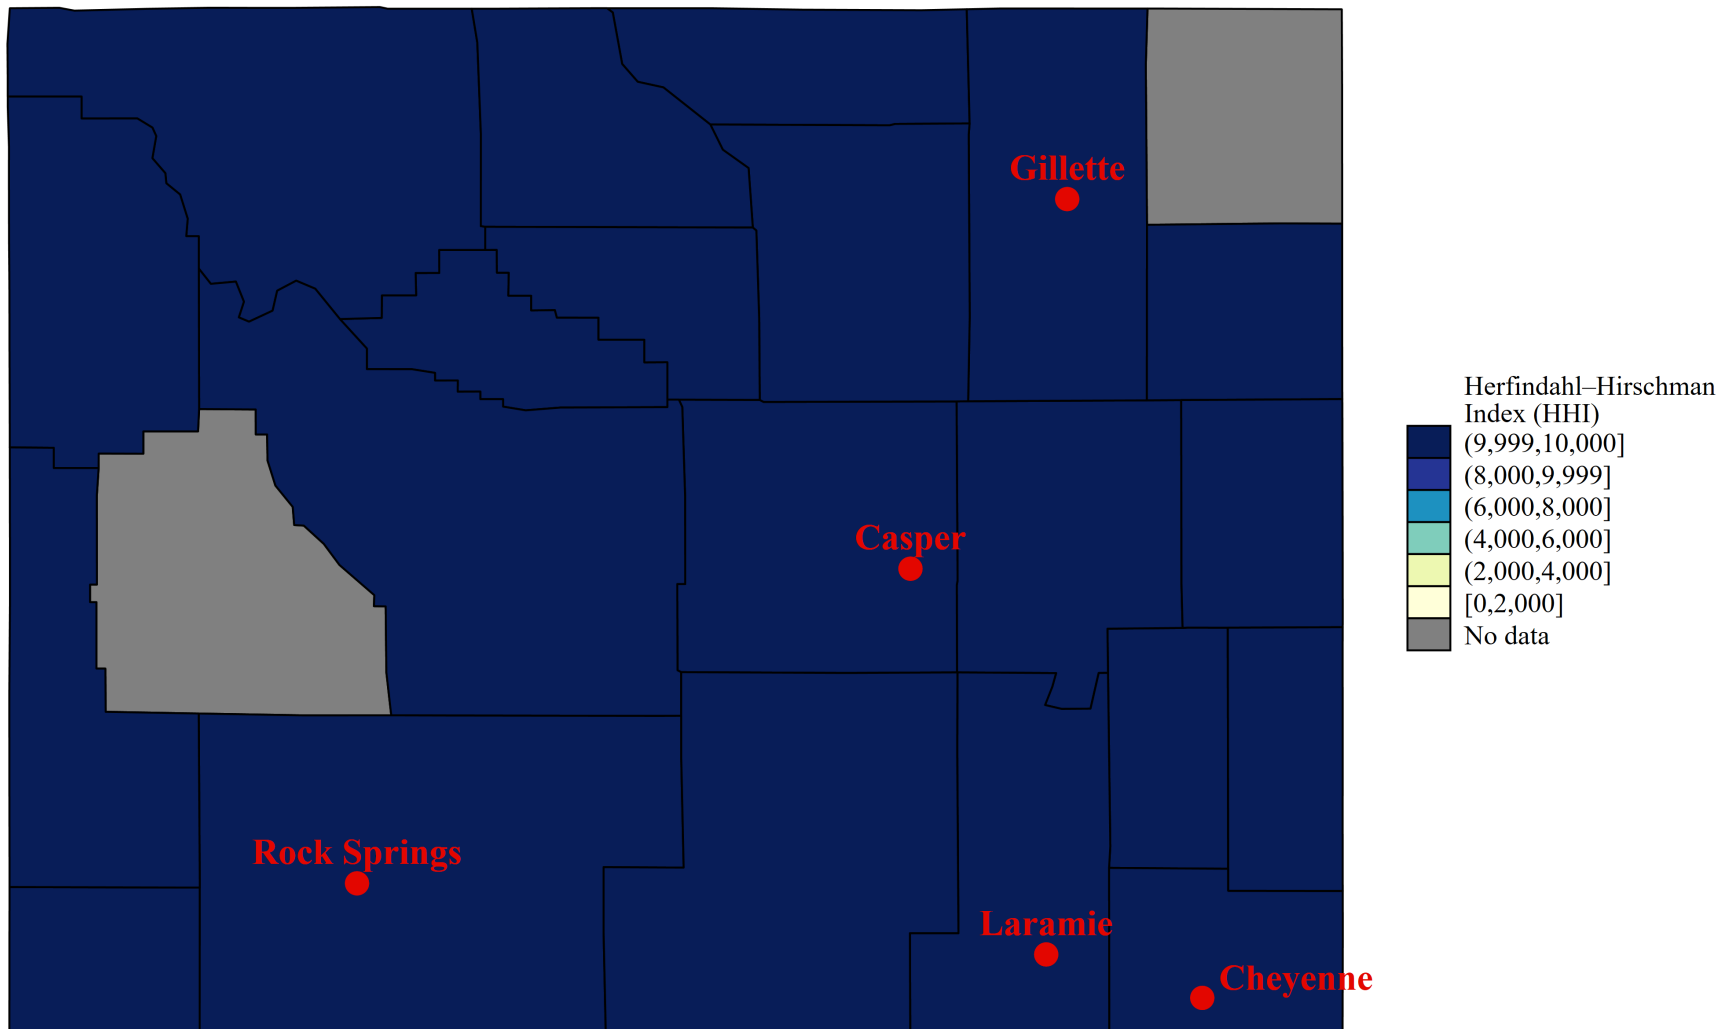 Gillette
Casper
Rock Springs
Laramie
Cheyenne
Herfindahl–Hirschman
Index (HHI)
(9,999,10,000]
(8,000,9,999]
(6,000,8,000]
(4,000,6,000]
(2,000,4,000]
[0,2,000]
No data